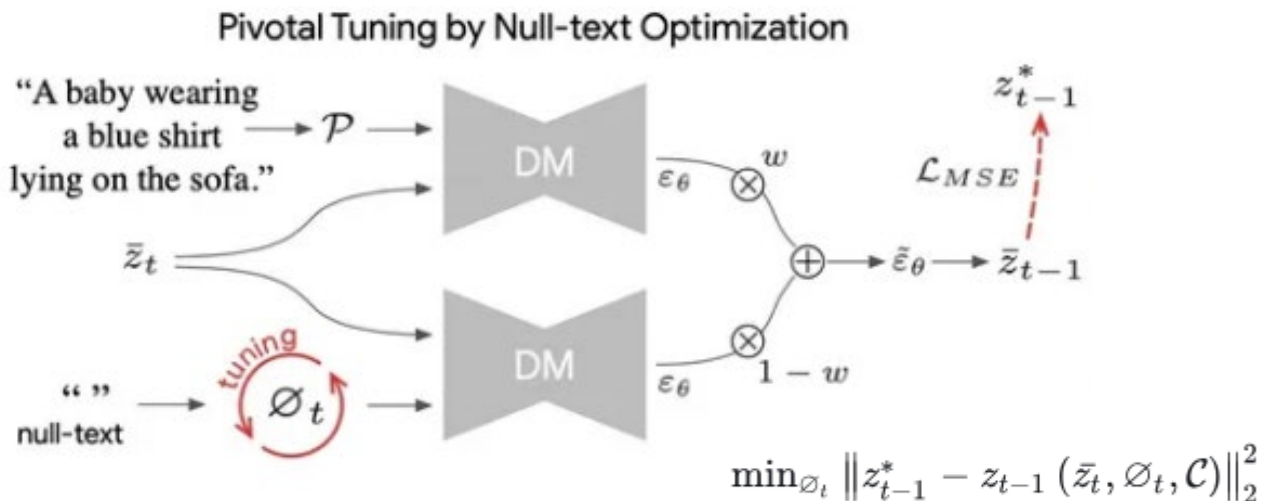 Pivotal Tuning by Null-text Optimization
“A baby wearing
a blue shirt
lying on the sofa.”
𝒫
DM
ε_θ
w
z*_{t−1}
ℒ_{MSE}
z̄_t
ε̃_θ
z̄_{t−1}
tuning
∅_t
“ ”
null-text
DM
ε_θ
1 − w
min_{∅_t} ‖z*_{t−1} − z_{t−1} (z̄_t, ∅_t, 𝒞)‖²₂